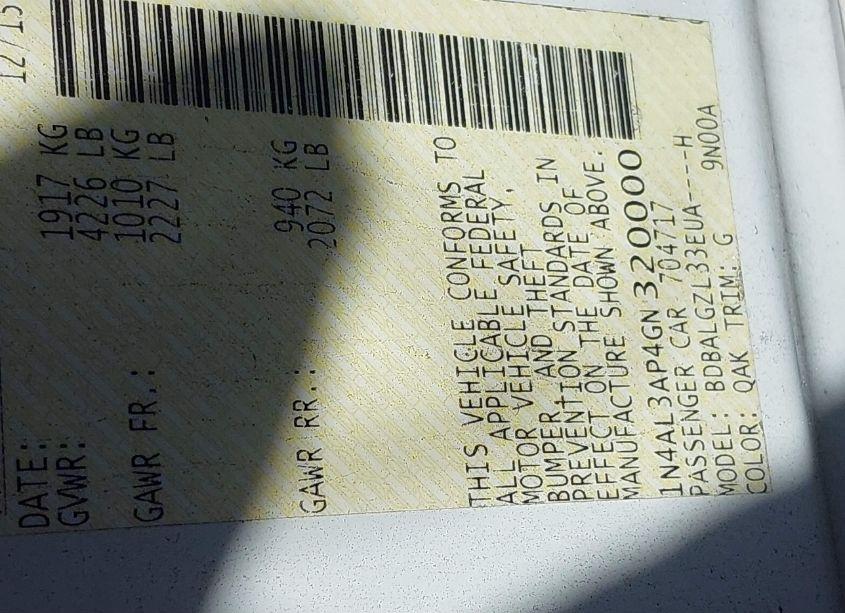 DATE: 12/15
GVWR: 1917 KG
4226 LB
GAWR FR.: 1010 KG
2227 LB
GAWR RR.: 940 KG
2072 LB
THIS VEHICLE CONFORMS TO
ALL APPLICABLE FEDERAL
MOTOR VEHICLE SAFETY,
BUMPER AND THEFT
PREVENTION STANDARDS IN
EFFECT ON THE DATE OF
MANUFACTURE SHOWN ABOVE.
1N4AL3AP4GN320000
PASSENGER CAR 704717
MODEL: BDBALGZL33EUA----H
COLOR: QAK TRIM: G 9N00A